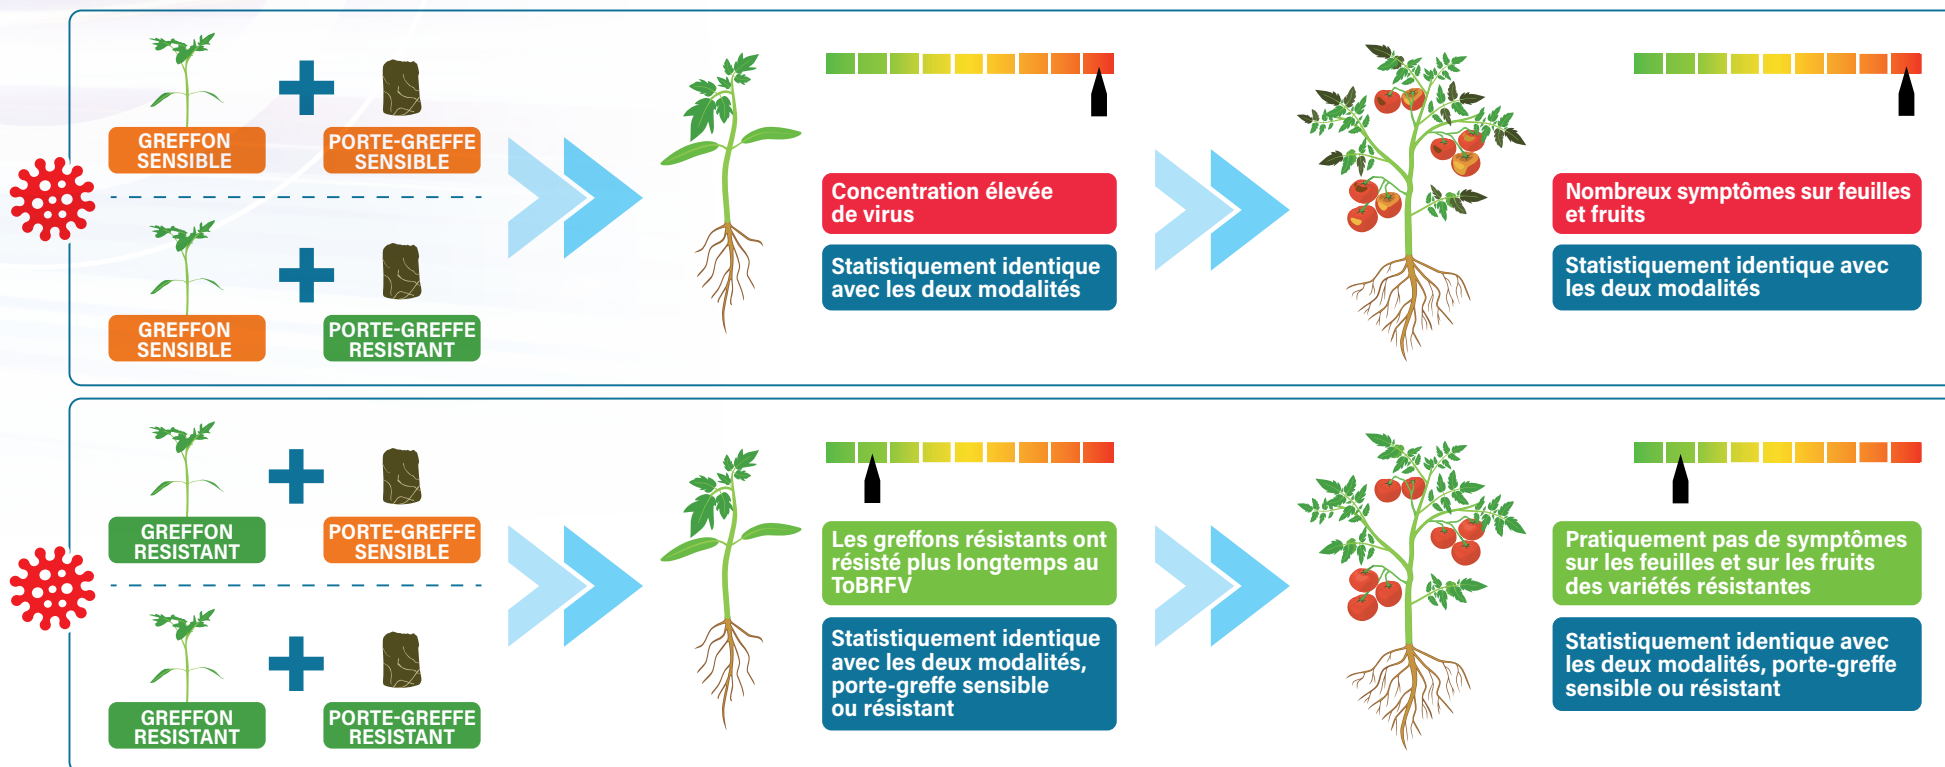 GREFFON
SENSIBLE
PORTE-GREFFE
SENSIBLE
GREFFON
SENSIBLE
PORTE-GREFFE
RESISTANT
Concentration élevée
de virus
Statistiquement identique
avec les deux modalités
Nombreux symptômes sur feuilles
et fruits
Statistiquement identique avec
les deux modalités
GREFFON
RESISTANT
PORTE-GREFFE
SENSIBLE
GREFFON
RESISTANT
PORTE-GREFFE
RESISTANT
Les greffons résistants ont
résisté plus longtemps au
ToBRFV
Statistiquement identique
avec les deux modalités,
porte-greffe sensible
ou résistant
Pratiquement pas de symptômes
sur les feuilles et sur les fruits
des variétés résistantes
Statistiquement identique avec
les deux modalités, porte-greffe
sensible ou résistant